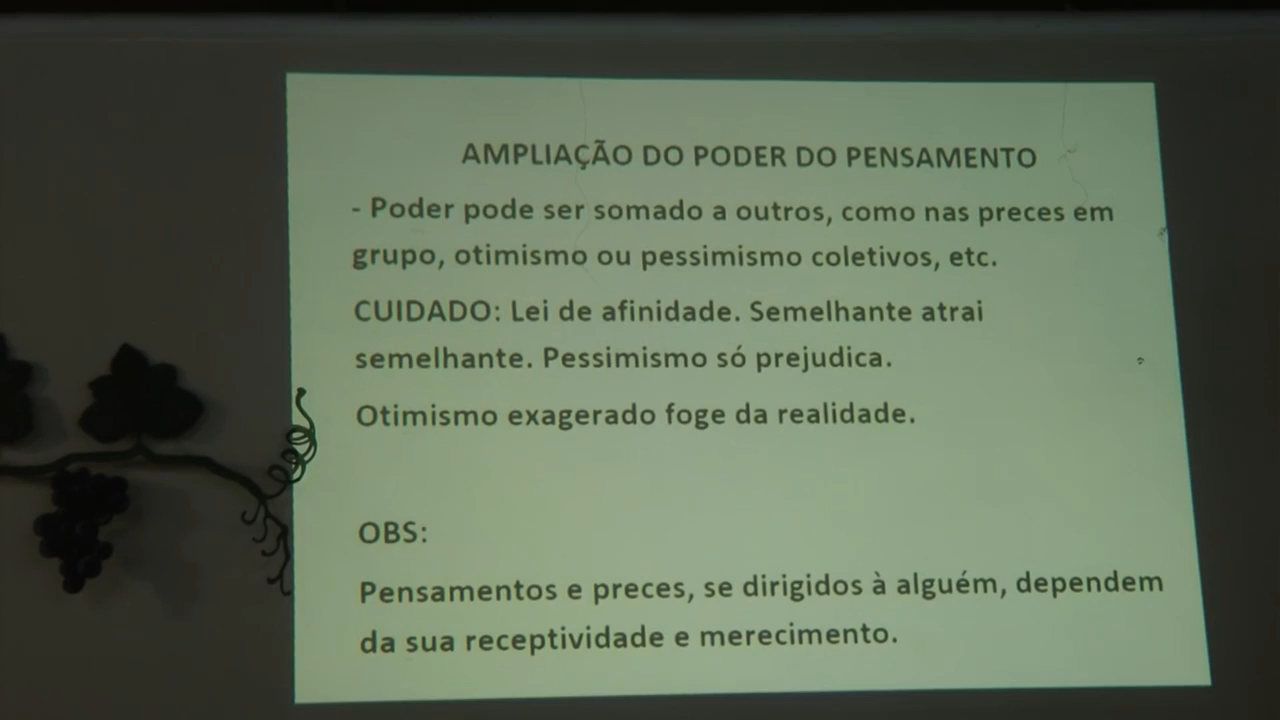 AMPLIAÇÃO DO PODER DO PENSAMENTO
- Poder pode ser somado a outros, como nas preces em
grupo, otimismo ou pessimismo coletivos, etc.
CUIDADO: Lei de afinidade. Semelhante atrai
semelhante. Pessimismo só prejudica.
Otimismo exagerado foge da realidade.
OBS:
Pensamentos e preces, se dirigidos à alguém, dependem
da sua receptividade e merecimento.